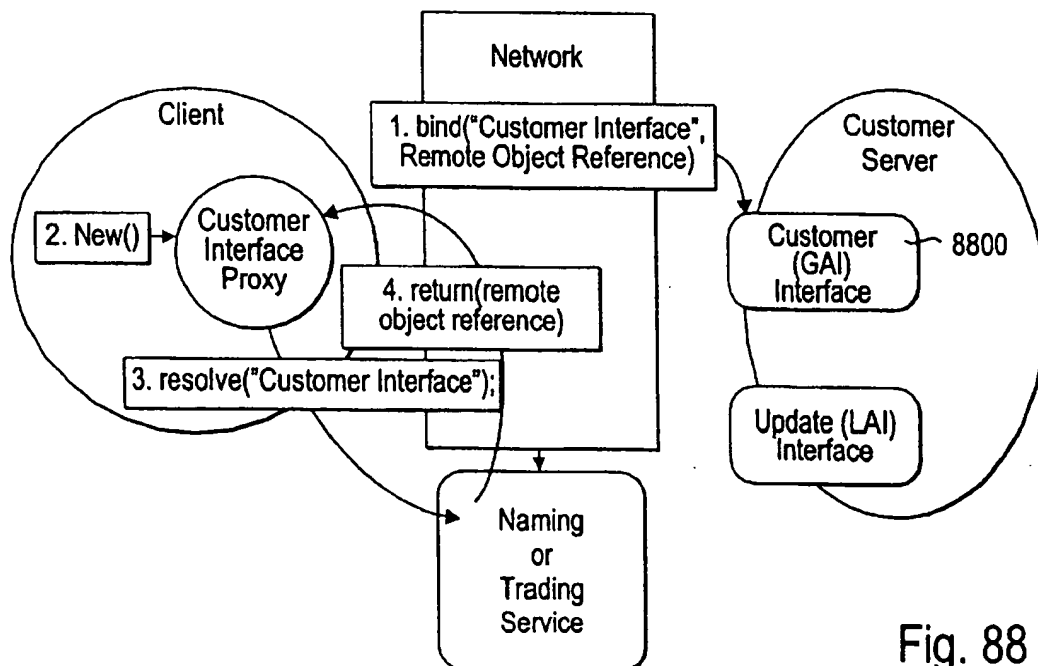 Network
Client
1. bind("Customer Interface",
Remote Object Reference)
Customer
Server
2. New()
Customer
Interface
Proxy
Customer
(GAI)
Interface
8800
4. return(remote
object reference)
3. resolve("Customer Interface");
Update (LAI)
Interface
Naming
or
Trading
Service
Fig. 88